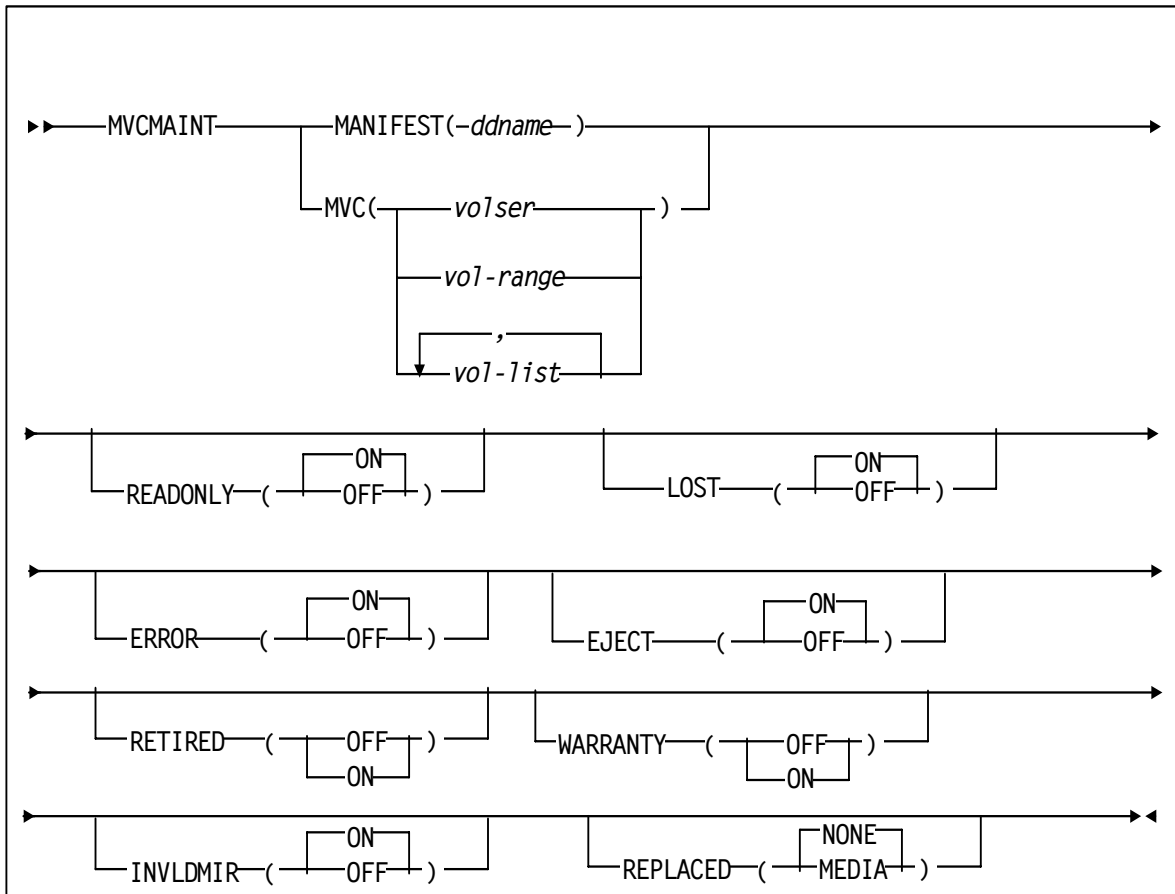 MVCMAINT MANIFEST( ddname )
MVC( volser )
vol-range
,
vol-list
ON ON
READONLY ( OFF ) LOST ( OFF )
ON ON
ERROR ( OFF ) EJECT ( OFF )
RETIRED ( OFF ) WARRANTY ( OFF )
ON ON
ON NONE
INVLDMIR ( OFF ) REPLACED ( MEDIA )